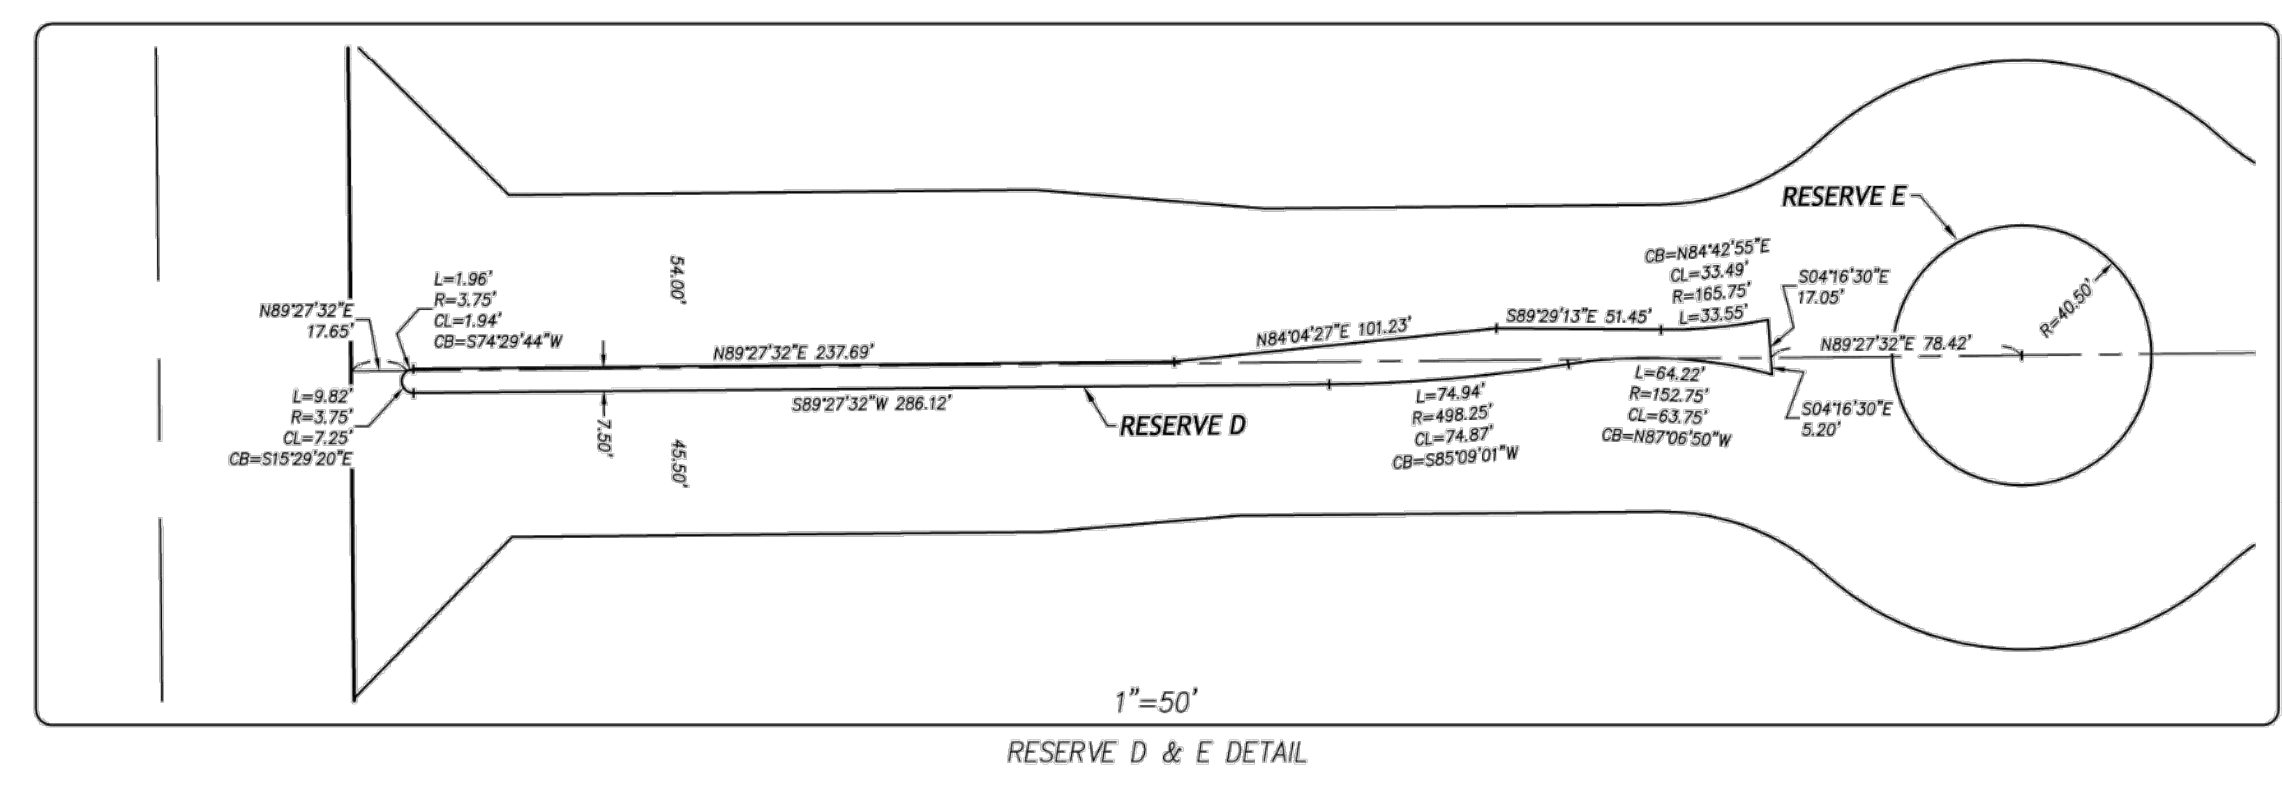 RESERVE E
CB=N84°42'55"E
CL=33.49'
R=165.75'
L=33.55'
S04°16'30"E
17.05'
R=40.50'
54.00'
L=1.96'
R=3.75'
CL=1.94'
CB=S74°29'44"W
N89°27'32"E
17.65'
S89°29'13"E 51.45'
N84°04'27"E 101.23'
N89°27'32"E 237.69'
N89°27'32"E 78.42'
L=9.82'
R=3.75'
CL=7.25'
CB=S15°29'20"E
S89°27'32"W 286.12'
7.50'
45.50'
RESERVE D
L=74.94'
R=498.25'
CL=74.87'
CB=S85°09'01"W
L=64.22'
R=152.75'
CL=63.75'
CB=N87°06'50"W
S04°16'30"E
5.20'
1"=50'
RESERVE D & E DETAIL